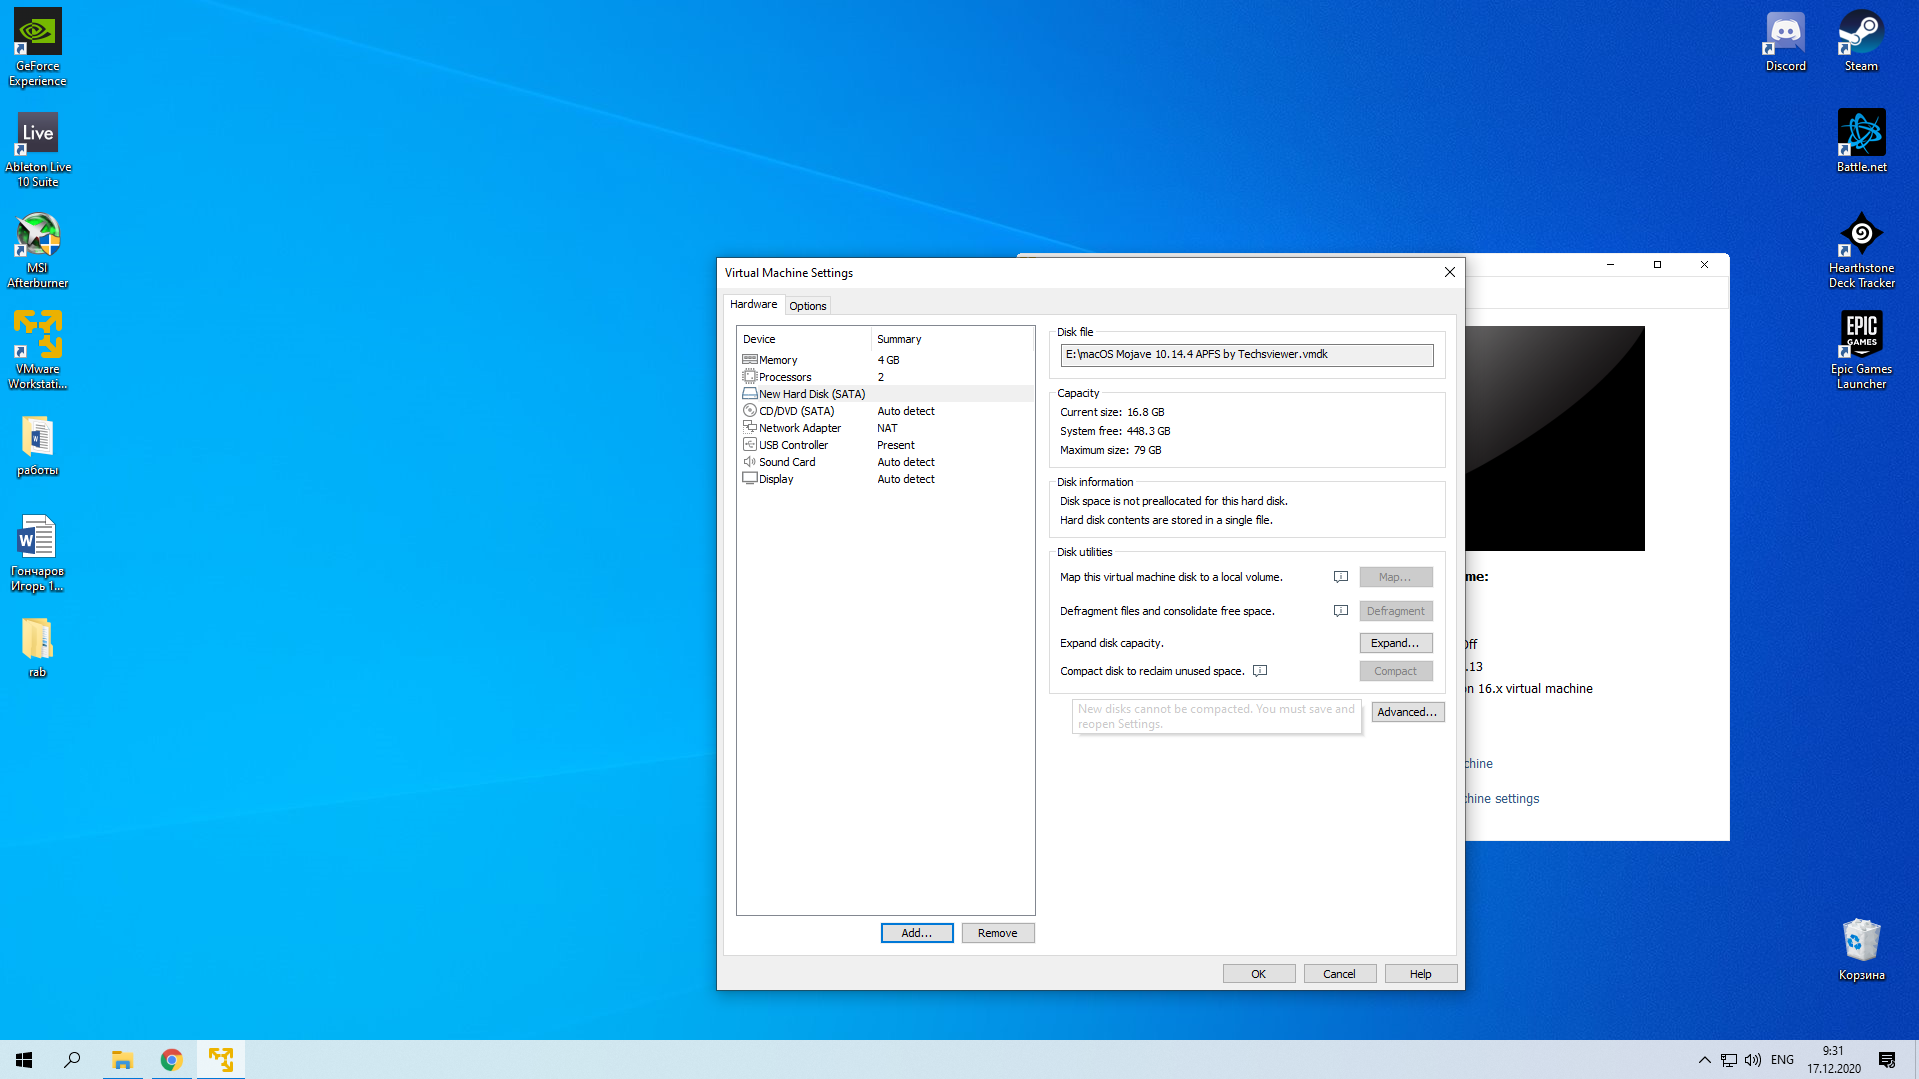 GeForce
Experience
Live
Ableton Live
10 Suite
MSI
Afterburner
VMware
Workstati...
работы
Гончаров
Игорь 1...
rab
Discord
Steam
Battle.net
Hearthstone
Deck Tracker
EPIC
GAMES
Epic Games
Launcher
Корзина
Virtual Machine Settings
Hardware
Options
Device Summary
Memory 4 GB
Processors 2
New Hard Disk (SATA)
CD/DVD (SATA) Auto detect
Network Adapter NAT
USB Controller Present
Sound Card Auto detect
Display Auto detect
Add...
Remove
Disk file
E:\macOS Mojave 10.14.4 APFS by Techsviewer.vmdk
Capacity
Current size: 16.8 GB
System free: 448.3 GB
Maximum size: 79 GB
Disk information
Disk space is not preallocated for this hard disk.
Hard disk contents are stored in a single file.
Disk utilities
Map this virtual machine disk to a local volume. Map...
Defragment files and consolidate free space. Defragment
Expand disk capacity. Expand...
Compact disk to reclaim unused space. Compact
New disks cannot be compacted. You must save and
reopen Settings.
Advanced...
OK
Cancel
Help
me:
Off
.13
on 16.x virtual machine
chine
chine settings
ENG
9:31
17.12.2020